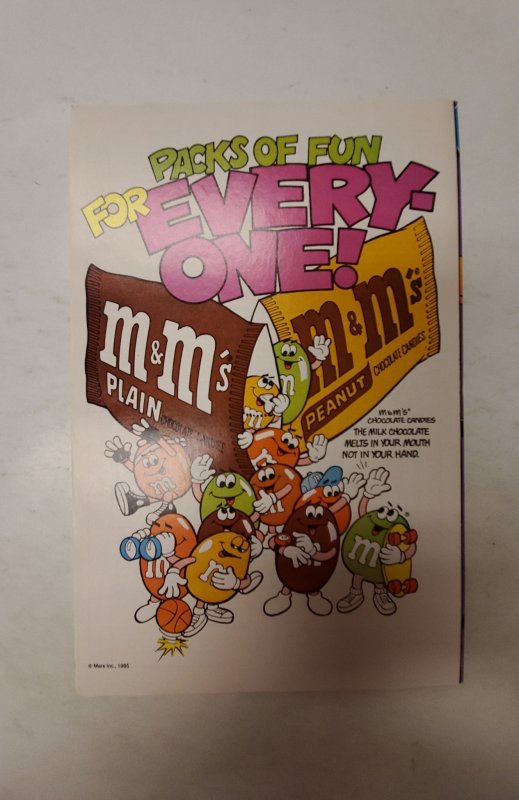 PACKS OF FUN
FOR EVERY-
ONE!
m&m's
PLAIN
CHOCOLATE CANDIES
m&m's®
PEANUT
CHOCOLATE CANDIES
m&m's®
CHOCOLATE CANDIES
THE MILK CHOCOLATE
MELTS IN YOUR MOUTH
NOT IN YOUR HAND.
m
m
m
m
m
m
m
m
© Mars Inc., 1985